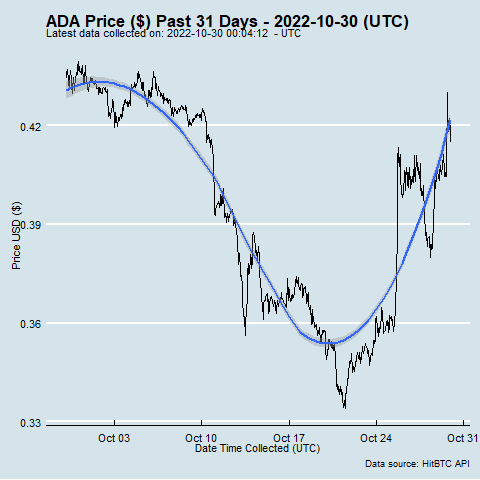 ADA Price ($) Past 31 Days - 2022-10-30 (UTC)
Latest data collected on: 2022-10-30 00:04:12 - UTC
Price USD ($)
0.42
0.39
0.36
0.33
Oct 03 Oct 10 Oct 17 Oct 24 Oct 31
Date Time Collected (UTC)
Data source: HitBTC API